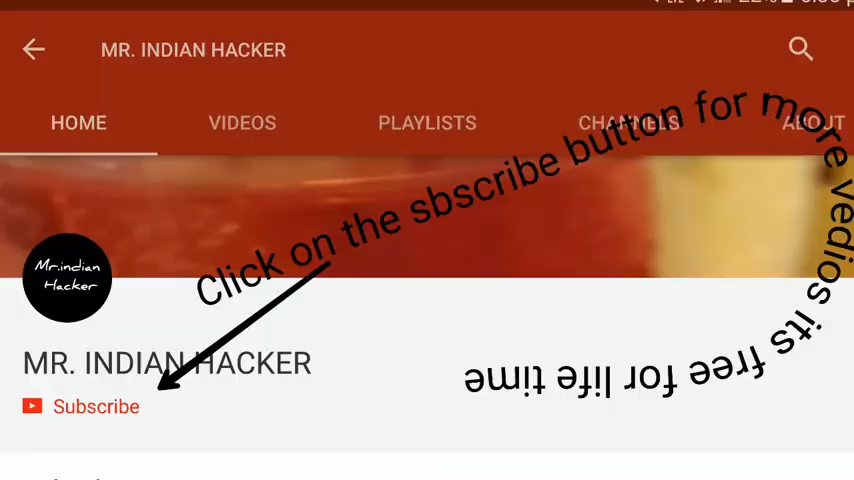 MR. INDIAN HACKER
HOME VIDEOS PLAYLISTS CHANNELS ABOUT
Click on the sbscribe button for more vedios its free for life time
Mr.indian
Hacker
MR. INDIAN HACKER
Subscribe